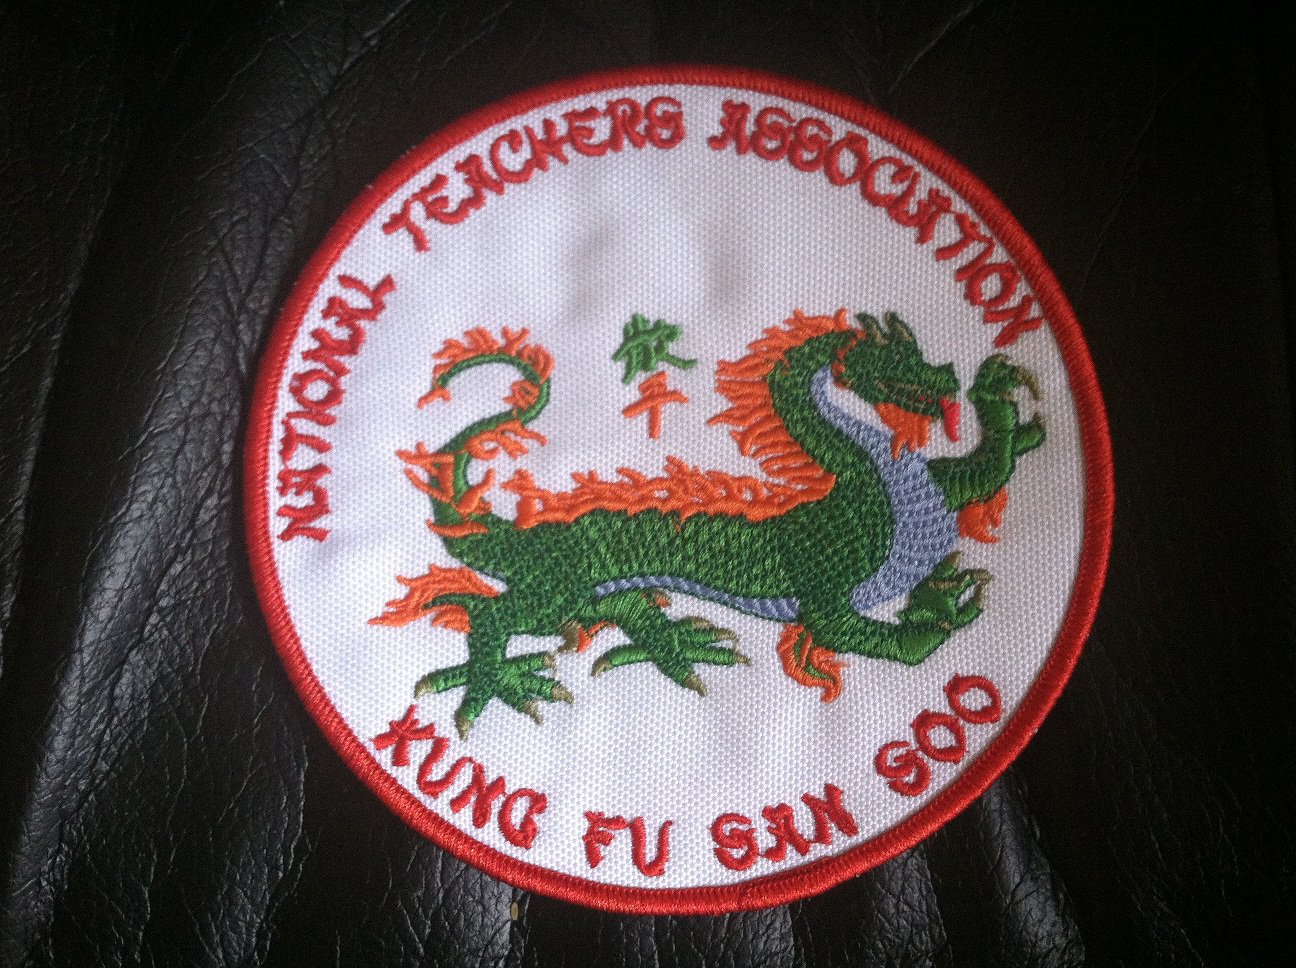 NATIONAL TEACHERS ASSOCIATION
KUNG FU SAN SOO